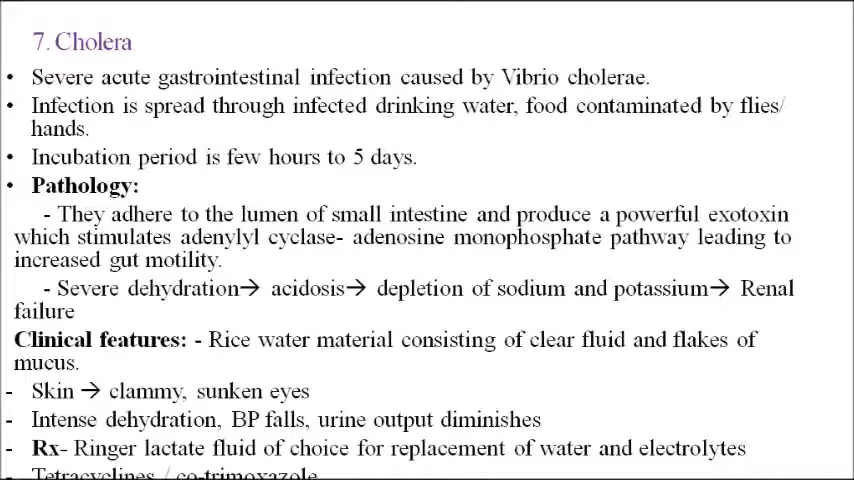 7. Cholera
• Severe acute gastrointestinal infection caused by Vibrio cholerae.
• Infection is spread through infected drinking water, food contaminated by flies/
hands.
• Incubation period is few hours to 5 days.
• Pathology:
- They adhere to the lumen of small intestine and produce a powerful exotoxin
which stimulates adenylyl cyclase- adenosine monophosphate pathway leading to
increased gut motility.
- Severe dehydration→ acidosis→ depletion of sodium and potassium→ Renal
failure
Clinical features: - Rice water material consisting of clear fluid and flakes of
mucus.
- Skin → clammy, sunken eyes
- Intense dehydration, BP falls, urine output diminishes
- Rx- Ringer lactate fluid of choice for replacement of water and electrolytes
- Tetracyclines / co-trimoxazole